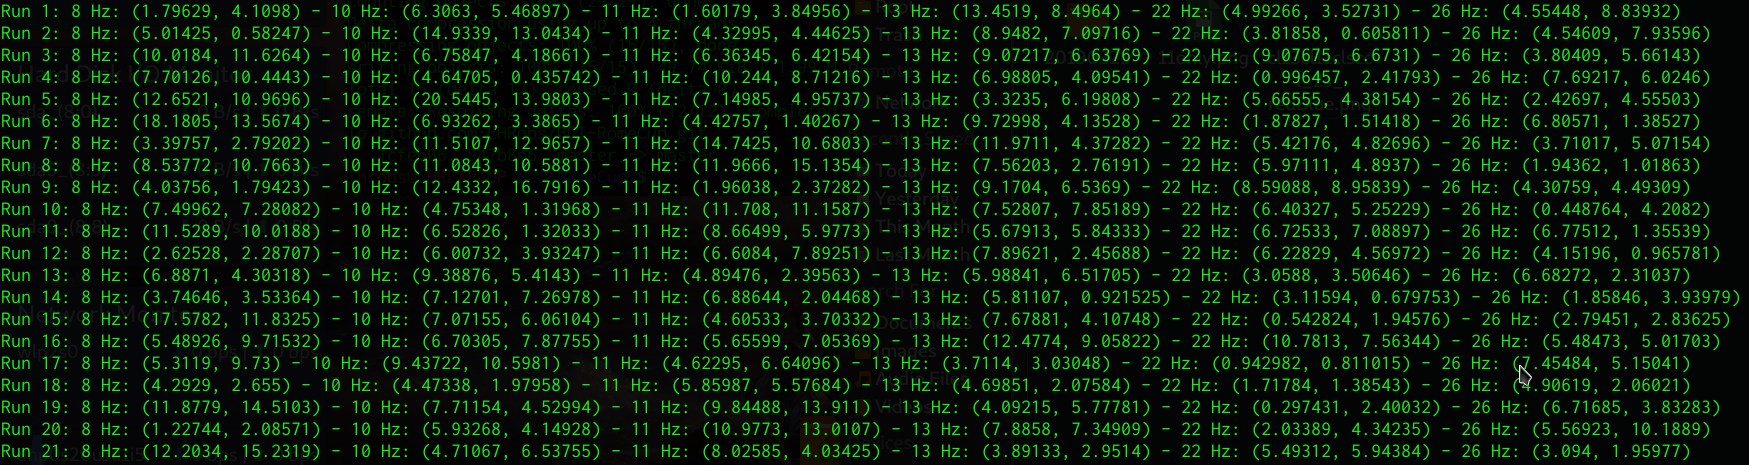 Run 1: 8 Hz: (1.79629, 4.1098) - 10 Hz: (6.3063, 5.46897) - 11 Hz: (1.60179, 3.84956) - 13 Hz: (13.4519, 8.4964) - 22 Hz: (4.99266, 3.52731) - 26 Hz: (4.55448, 8.83932)
Run 2: 8 Hz: (5.01425, 0.58247) - 10 Hz: (14.9339, 13.0434) - 11 Hz: (4.32995, 4.44625) - 13 Hz: (8.9482, 7.09716) - 22 Hz: (3.81858, 0.605811) - 26 Hz: (4.54609, 7.93596)
Run 3: 8 Hz: (10.0184, 11.6264) - 10 Hz: (6.75847, 4.18661) - 11 Hz: (6.36345, 6.42154) - 13 Hz: (9.07217, 7.63769) - 22 Hz: (9.07675, 6.6731) - 26 Hz: (3.80409, 5.66143)
Run 4: 8 Hz: (7.70126, 10.4443) - 10 Hz: (4.64705, 0.435742) - 11 Hz: (10.244, 8.71216) - 13 Hz: (6.98805, 4.09541) - 22 Hz: (0.996457, 2.41793) - 26 Hz: (7.69217, 6.0246)
Run 5: 8 Hz: (12.6521, 10.9696) - 10 Hz: (20.5445, 13.9803) - 11 Hz: (7.14985, 4.95737) - 13 Hz: (3.3235, 6.19808) - 22 Hz: (5.66555, 4.38154) - 26 Hz: (2.42697, 4.55503)
Run 6: 8 Hz: (18.1805, 13.5674) - 10 Hz: (6.93262, 3.3865) - 11 Hz: (4.42757, 1.40267) - 13 Hz: (9.72998, 4.13528) - 22 Hz: (1.87827, 1.51418) - 26 Hz: (6.80571, 1.38527)
Run 7: 8 Hz: (3.39757, 2.79202) - 10 Hz: (11.5107, 12.9657) - 11 Hz: (14.7425, 10.6803) - 13 Hz: (11.9711, 4.37282) - 22 Hz: (5.42176, 4.82696) - 26 Hz: (3.71017, 5.07154)
Run 8: 8 Hz: (8.53772, 10.7663) - 10 Hz: (11.0843, 10.5881) - 11 Hz: (11.9666, 15.1354) - 13 Hz: (7.56203, 2.76191) - 22 Hz: (5.97111, 4.8937) - 26 Hz: (1.94362, 1.01863)
Run 9: 8 Hz: (4.03756, 1.79423) - 10 Hz: (12.4332, 16.7916) - 11 Hz: (1.96038, 2.37282) - 13 Hz: (9.1704, 6.5369) - 22 Hz: (8.59088, 8.95839) - 26 Hz: (4.30759, 4.49309)
Run 10: 8 Hz: (7.49962, 7.28082) - 10 Hz: (4.75348, 1.31968) - 11 Hz: (11.708, 11.1587) - 13 Hz: (7.52807, 7.85189) - 22 Hz: (6.40327, 5.25229) - 26 Hz: (0.448764, 4.2082)
Run 11: 8 Hz: (11.5289, 10.0188) - 10 Hz: (6.52826, 1.32033) - 11 Hz: (8.66499, 5.9773) - 13 Hz: (5.67913, 5.84333) - 22 Hz: (6.72533, 7.08897) - 26 Hz: (6.77512, 1.35539)
Run 12: 8 Hz: (2.62528, 2.28707) - 10 Hz: (6.00732, 3.93247) - 11 Hz: (6.6084, 7.89251) - 13 Hz: (7.89621, 2.45688) - 22 Hz: (6.22829, 4.56972) - 26 Hz: (4.15196, 0.965781)
Run 13: 8 Hz: (6.8871, 4.30318) - 10 Hz: (9.38876, 5.4143) - 11 Hz: (4.89476, 2.39563) - 13 Hz: (5.98841, 6.51705) - 22 Hz: (3.0588, 3.50646) - 26 Hz: (6.68272, 2.31037)
Run 14: 8 Hz: (3.74646, 3.53364) - 10 Hz: (7.12701, 7.26978) - 11 Hz: (6.88644, 2.04468) - 13 Hz: (5.81107, 0.921525) - 22 Hz: (3.11594, 0.679753) - 26 Hz: (1.85846, 3.93979)
Run 15: 8 Hz: (17.5782, 11.8325) - 10 Hz: (7.07155, 6.06104) - 11 Hz: (4.60533, 3.70332) - 13 Hz: (7.67881, 4.10748) - 22 Hz: (0.542824, 1.94576) - 26 Hz: (2.79451, 2.83625)
Run 16: 8 Hz: (5.48926, 9.71532) - 10 Hz: (6.70305, 7.87755) - 11 Hz: (5.65599, 7.05369) - 13 Hz: (12.4774, 9.05822) - 22 Hz: (10.7813, 7.56344) - 26 Hz: (5.48473, 5.01703)
Run 17: 8 Hz: (5.3119, 9.73) - 10 Hz: (9.43722, 10.5981) - 11 Hz: (4.62295, 6.64096) - 13 Hz: (3.7114, 3.03048) - 22 Hz: (0.942982, 0.811015) - 26 Hz: (7.45484, 5.15041)
Run 18: 8 Hz: (4.2929, 2.655) - 10 Hz: (4.47338, 1.97958) - 11 Hz: (5.85987, 5.57684) - 13 Hz: (4.69851, 2.07584) - 22 Hz: (1.71784, 1.38543) - 26 Hz: (4.90619, 2.06021)
Run 19: 8 Hz: (11.8779, 14.5103) - 10 Hz: (7.71154, 4.52994) - 11 Hz: (9.84488, 13.911) - 13 Hz: (4.09215, 5.77781) - 22 Hz: (0.297431, 2.40032) - 26 Hz: (6.71685, 3.83283)
Run 20: 8 Hz: (1.22744, 2.08571) - 10 Hz: (5.93268, 4.14928) - 11 Hz: (10.9773, 13.0107) - 13 Hz: (7.8858, 7.34909) - 22 Hz: (2.03389, 4.34235) - 26 Hz: (5.56923, 10.1889)
Run 21: 8 Hz: (12.2034, 15.2319) - 10 Hz: (4.71067, 6.53755) - 11 Hz: (8.08582, 4.03425) - 13 Hz: (3.89133, 2.9514) - 22 Hz: (5.49312, 5.94384) - 26 Hz: (3.094, 1.95977)